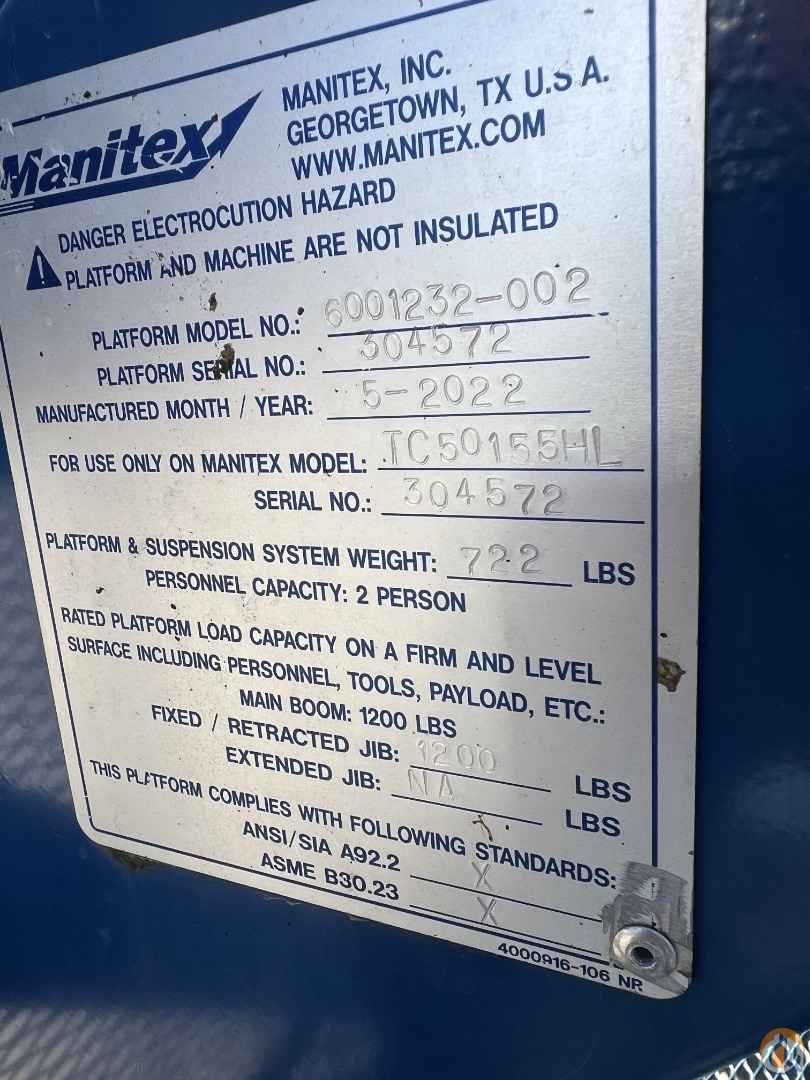 Manitex
MANITEX, INC.
GEORGETOWN, TX U.S A.
WWW.MANITEX.COM
DANGER ELECTROCUTION HAZARD
PLATFORM AND MACHINE ARE NOT INSULATED
PLATFORM MODEL NO.: 6001232-002
PLATFORM SERIAL NO.: 304572
MANUFACTURED MONTH / YEAR: 5-2022
FOR USE ONLY ON MANITEX MODEL: TC50155HL
SERIAL NO.: 304572
PLATFORM & SUSPENSION SYSTEM WEIGHT: 722 LBS
PERSONNEL CAPACITY: 2 PERSON
RATED PLATFORM LOAD CAPACITY ON A FIRM AND LEVEL
SURFACE INCLUDING PERSONNEL, TOOLS, PAYLOAD, ETC.:
MAIN BOOM: 1200 LBS
FIXED / RETRACTED JIB: 1200 LBS
EXTENDED JIB: NA LBS
THIS PLATFORM COMPLIES WITH FOLLOWING STANDARDS:
ANSI/SIA A92.2 X
ASME B30.23 X
4000916-106 NR